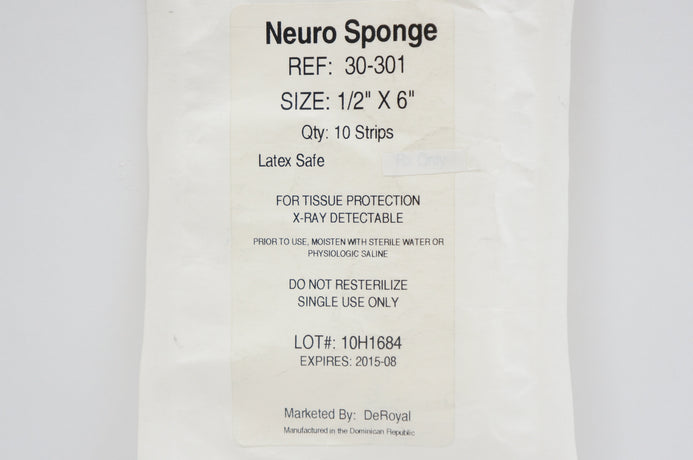 Neuro Sponge
REF: 30-301
SIZE: 1/2" X 6"
Qty: 10 Strips
Latex Safe
Rx Only
FOR TISSUE PROTECTION
X-RAY DETECTABLE
PRIOR TO USE, MOISTEN WITH STERILE WATER OR
PHYSIOLOGIC SALINE
DO NOT RESTERILIZE
SINGLE USE ONLY
LOT#: 10H1684
EXPIRES: 2015-08
Marketed By: DeRoyal
Manufactured in the Dominican Republic